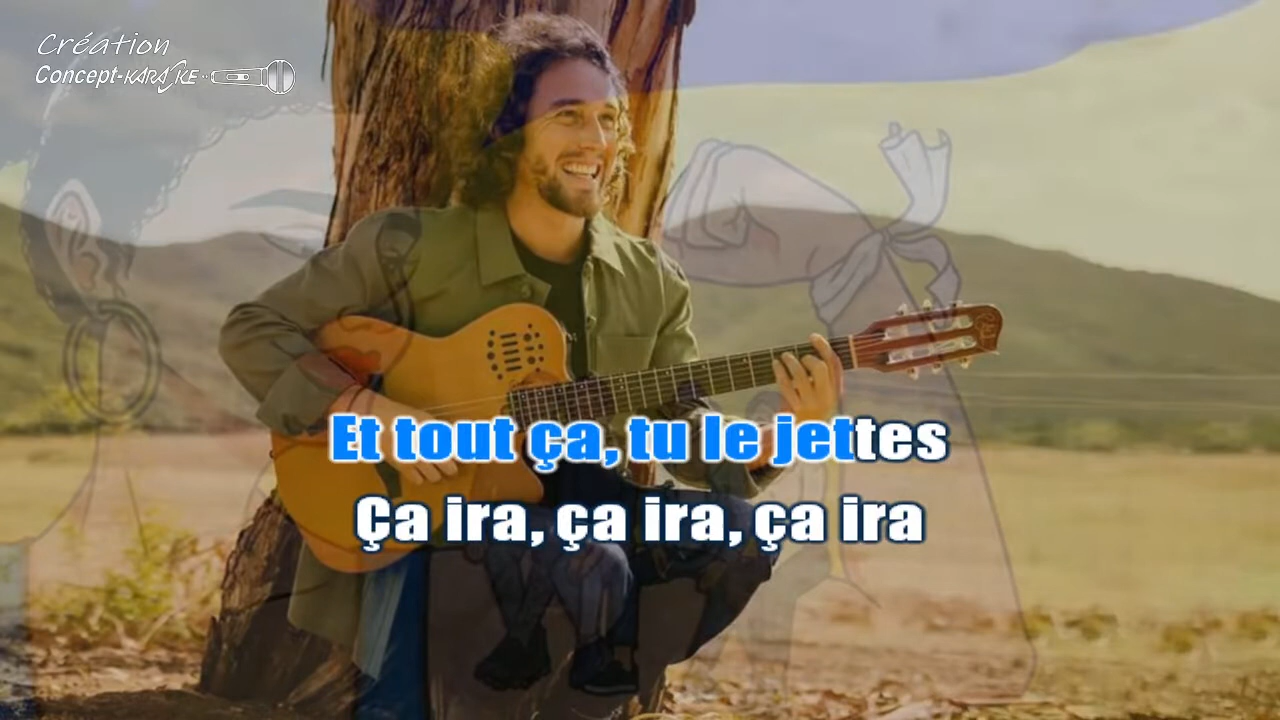 Création
Concept-KARAOKE
Et tout ça, tu le jettes
Ça ira, ça ira, ça ira